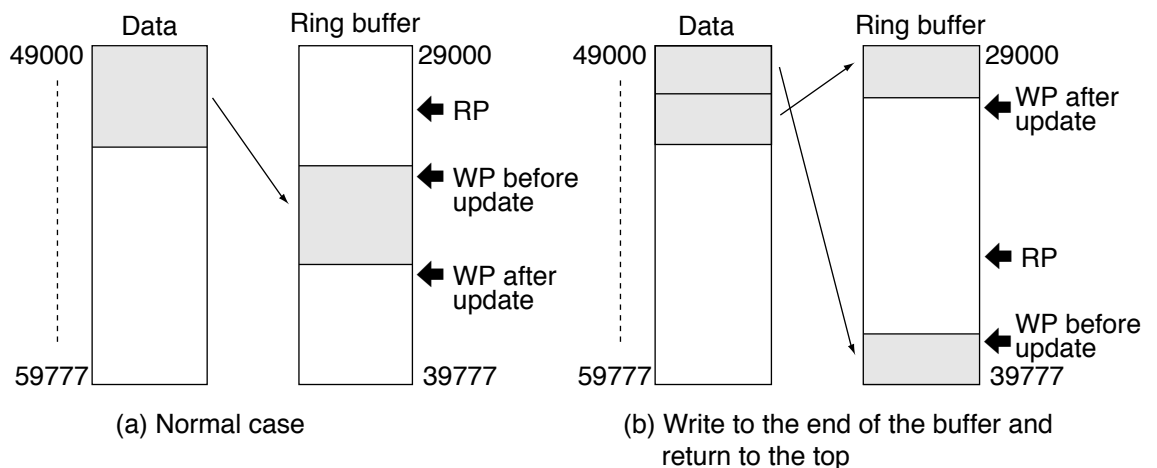 Data
Ring buffer
49000
29000
RP
WP before
update
WP after
update
59777
39777
(a) Normal case
Data
Ring buffer
49000
29000
WP after
update
RP
WP before
update
59777
39777
(b) Write to the end of the buffer and
return to the top